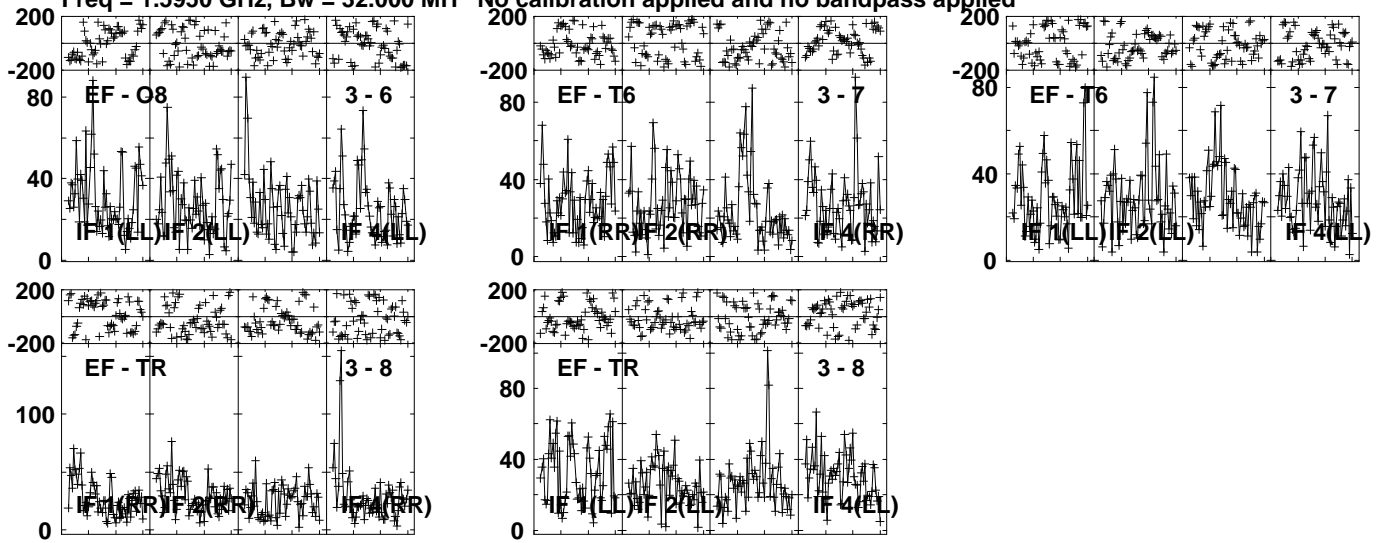 Freq = 1.5950 GHz, Bw = 32.000 MH No calibration applied and no bandpass applied
200
-200
EF - O8 3 - 6
80
40
0
IF 1(LL) IF 2(LL) IF 4(LL)
200
-200
EF - T6 3 - 7
80
40
0
IF 1(RR) IF 2(RR) IF 4(RR)
200
-200
EF - T6 3 - 7
80
40
0
IF 1(LL) IF 2(LL) IF 4(LL)
200
-200
EF - TR 3 - 8
100
0
IF 1(RR) IF 2(RR) IF 4(RR)
200
-200
EF - TR 3 - 8
80
40
0
IF 1(LL) IF 2(LL) IF 4(LL)